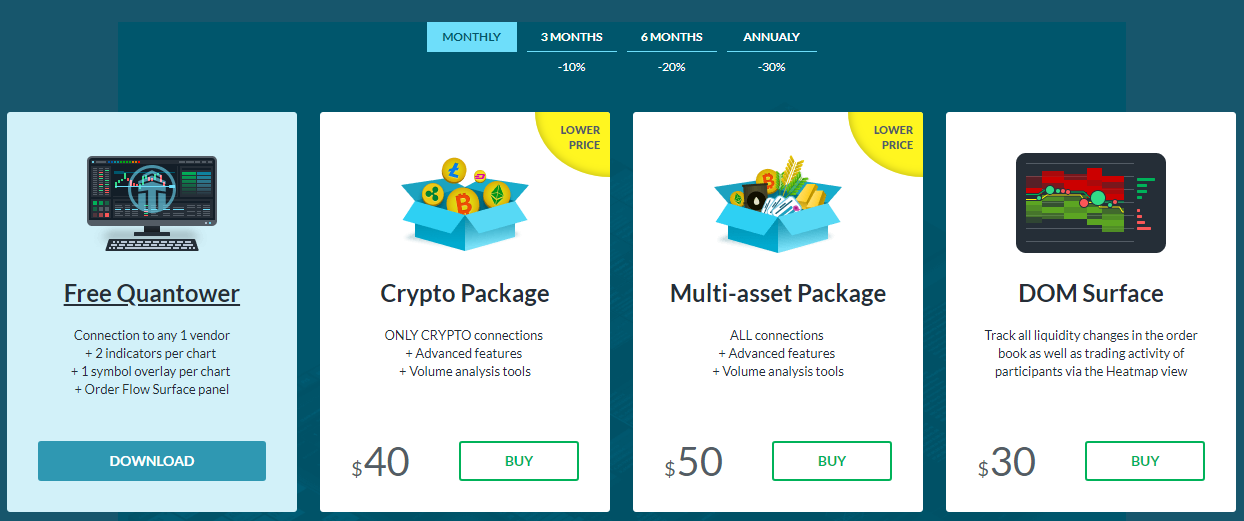 MONTHLY
3 MONTHS
6 MONTHS
ANNUALY
-10%
-20%
-30%
Free Quantower
Connection to any 1 vendor
+ 2 indicators per chart
+ 1 symbol overlay per chart
+ Order Flow Surface panel
DOWNLOAD
LOWER
PRICE
Crypto Package
ONLY CRYPTO connections
+ Advanced features
+ Volume analysis tools
$40
BUY
LOWER
PRICE
Multi-asset Package
ALL connections
+ Advanced features
+ Volume analysis tools
$50
BUY
DOM Surface
Track all liquidity changes in the order
book as well as trading activity of
participants via the Heatmap view
$30
BUY